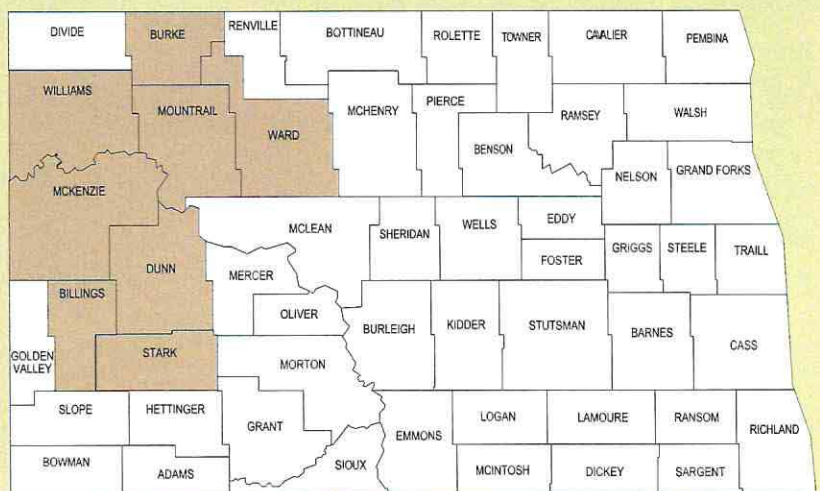 DIVIDE
BURKE
RENVILLE
BOTTINEAU
ROLETTE
TOWNER
CAVALIER
PEMBINA
WILLIAMS
MOUNTRAIL
WARD
MCHENRY
PIERCE
BENSON
RAMSEY
WALSH
NELSON
GRAND FORKS
MCKENZIE
DUNN
MCLEAN
SHERIDAN
WELLS
EDDY
FOSTER
GRIGGS
STEELE
TRAILL
MERCER
OLIVER
BILLINGS
GOLDEN
VALLEY
STARK
MORTON
BURLEIGH
KIDDER
STUTSMAN
BARNES
CASS
SLOPE
HETTINGER
GRANT
EMMONS
LOGAN
LAMOURE
RANSOM
RICHLAND
BOWMAN
ADAMS
SIOUX
MCINTOSH
DICKEY
SARGENT